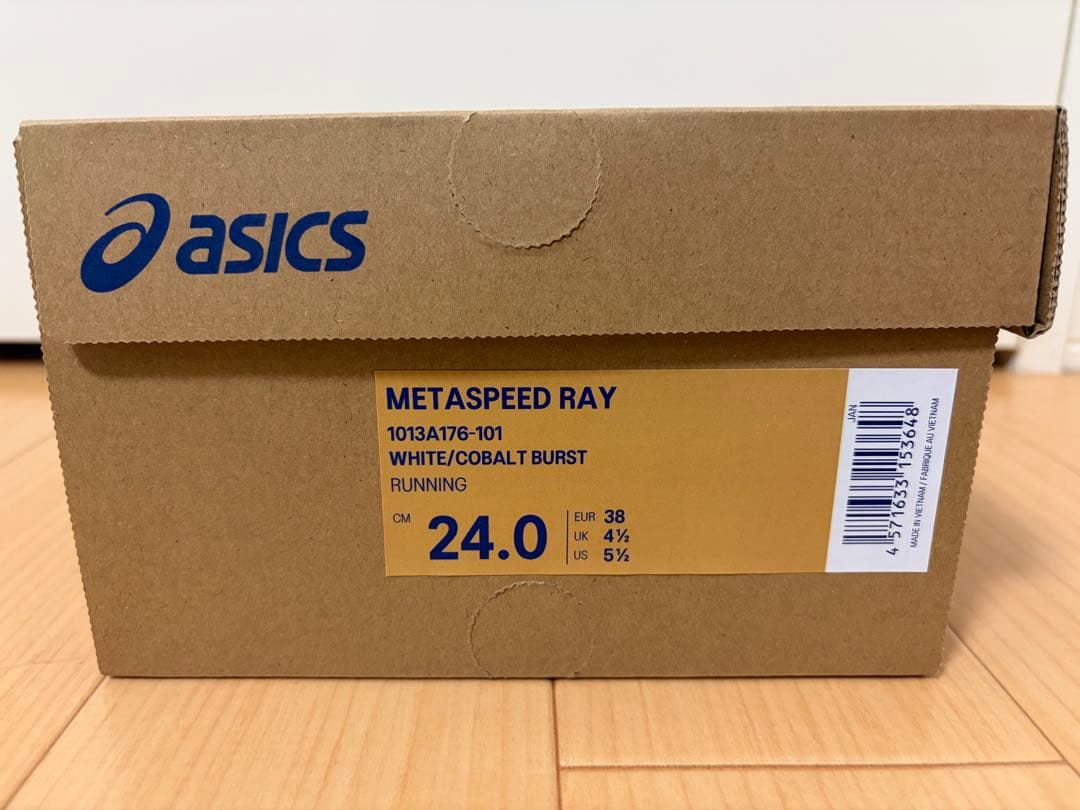 asics
METASPEED RAY
1013A176-101
WHITE/COBALT BURST
RUNNING
CM 24.0
EUR 38
UK 4½
US 5½
JAN
4 571633 153648
MADE IN VIETNAM / FABRIQUE AU VIETNAM